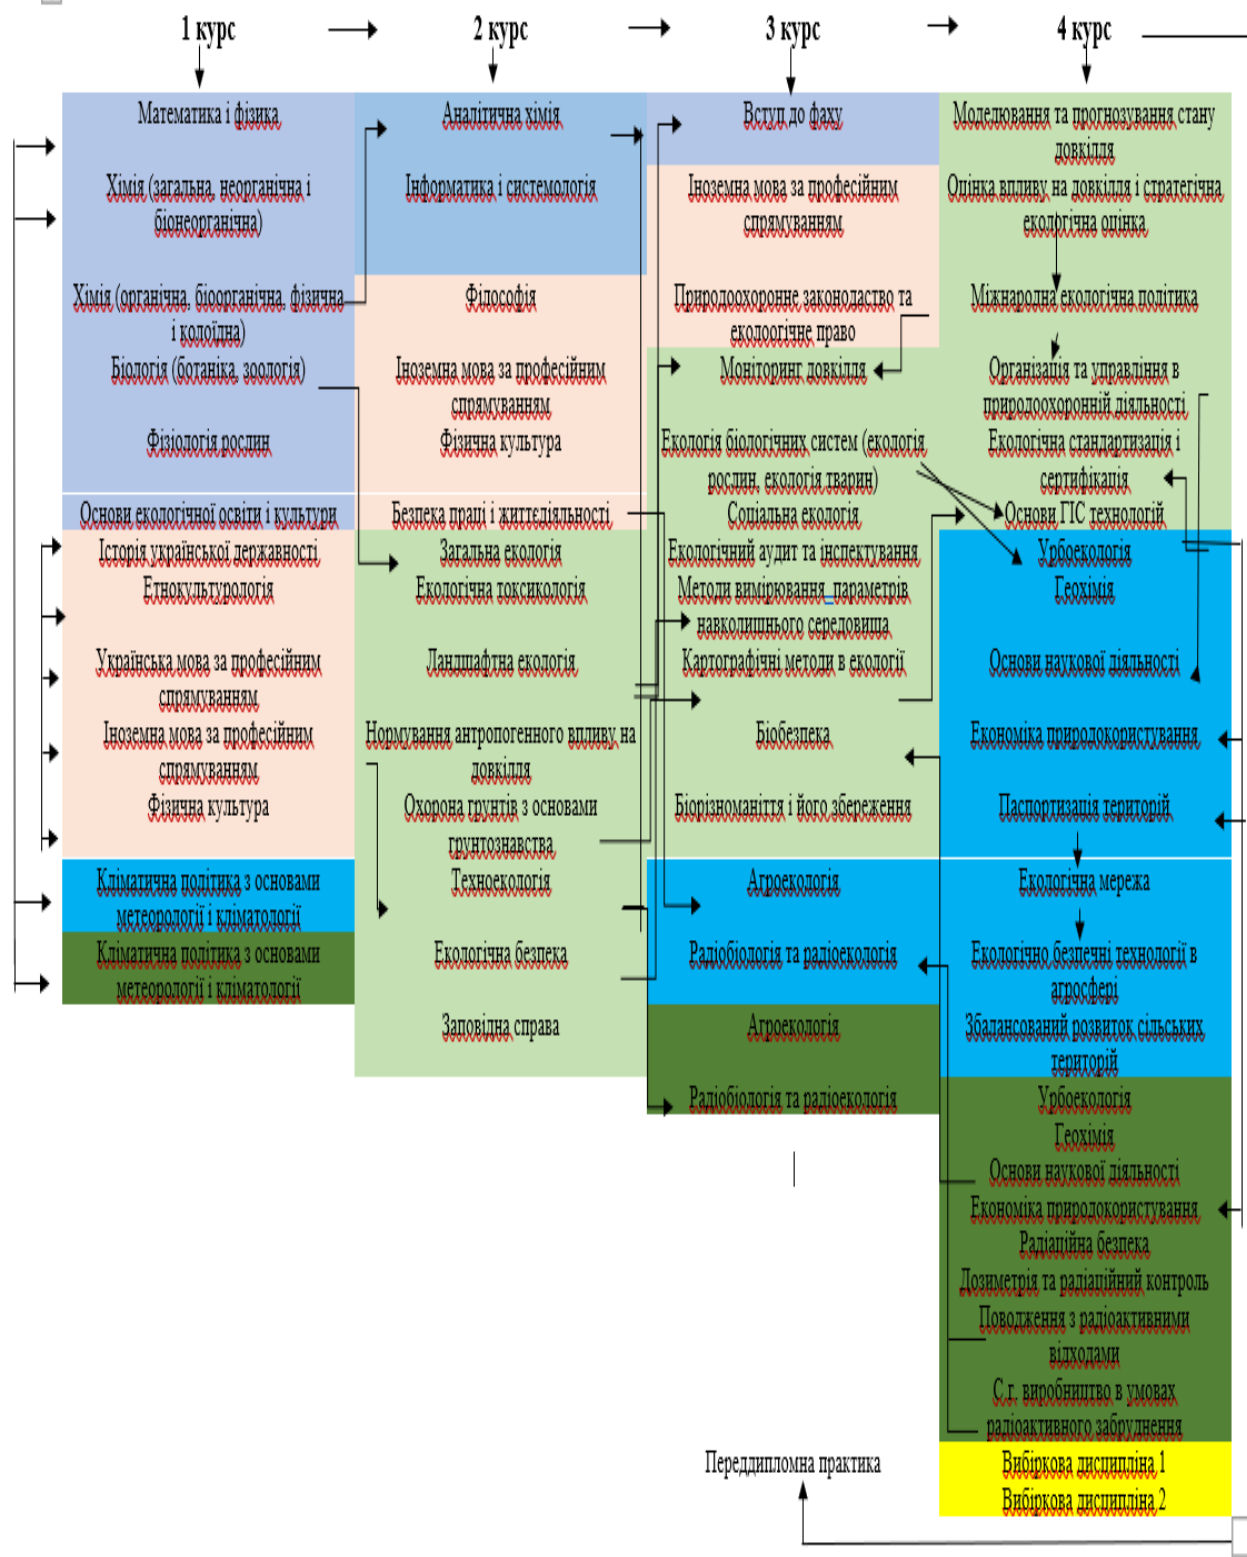 1 курс
2 курс
3 курс
4 курс
Математика і фізика
Хімія (загальна, неорганічна і
біонеорганічна)
Хімія (органічна, біоорганічна, фізична
і колоїдна)
Біологія (ботаніка, зоологія)
Фізіологія рослин
Основи екологічної освіти і культури
Історія української державності
Етнокультурологія
Українська мова за професійним
спрямуванням
Іноземна мова за професійним
спрямуванням
Фізична культура
Кліматична політика з основами
метеорології і кліматології
Кліматична політика з основами
метеорології і кліматології
Аналітична хімія
Інформатика і системологія
Філософія
Іноземна мова за професійним
спрямуванням
Фізична культура
Безпека праці і життєдіяльності
Загальна екологія
Екологічна токсикологія
Ландшафтна екологія
Нормування антропогенного впливу на
довкілля
Охорона грунтів з основами
грунтознавства
Техноекологія
Екологічна безпека
Заповідна справа
Вступ до фаху
Іноземна мова за професійним
спрямуванням
Природоохоронне законодаство та
екологічне право
Моніторинг довкілля
Екологія біологічних систем (екологія
рослин, екологія тварин)
Соціальна екологія
Екологічний аудит та інспектування
Методи вимірювання параметрів
навколишнього середовища
Картографічні методи в екології
Біобезпека
Біорізноманіття і його збереження
Агроекологія
Радіобіологія та радіоекологія
Агроекологія
Радіобіологія та радіоекологія
Моделювання та прогнозування стану
довкілля
Оцінка впливу на довкілля і стратегічна
екологічна оцінка
Міжнародна екологічна політика
Організація та управління в
природоохоронній діяльності
Екологічна стандартизація і
сертифікація
Основи ГІС технологій
Урбоекологія
Геохімія
Основи наукової діяльності
Економіка природокористування
Паспортизація територій
Екологічна мережа
Екологічно безпечні технології в
агросфері
Збалансований розвиток сільських
територій
Урбоекологія
Геохімія
Основи наукової діяльності
Економіка природокористування
Радіаційна безпека
Дозиметрія та радіаційний контроль
Поводження з радіоактивними
відходами
С.г. виробництво в умовах
радіоактивного забруднення
Вибіркова дисципліна 1
Вибіркова дисципліна 2
Переддипломна практика